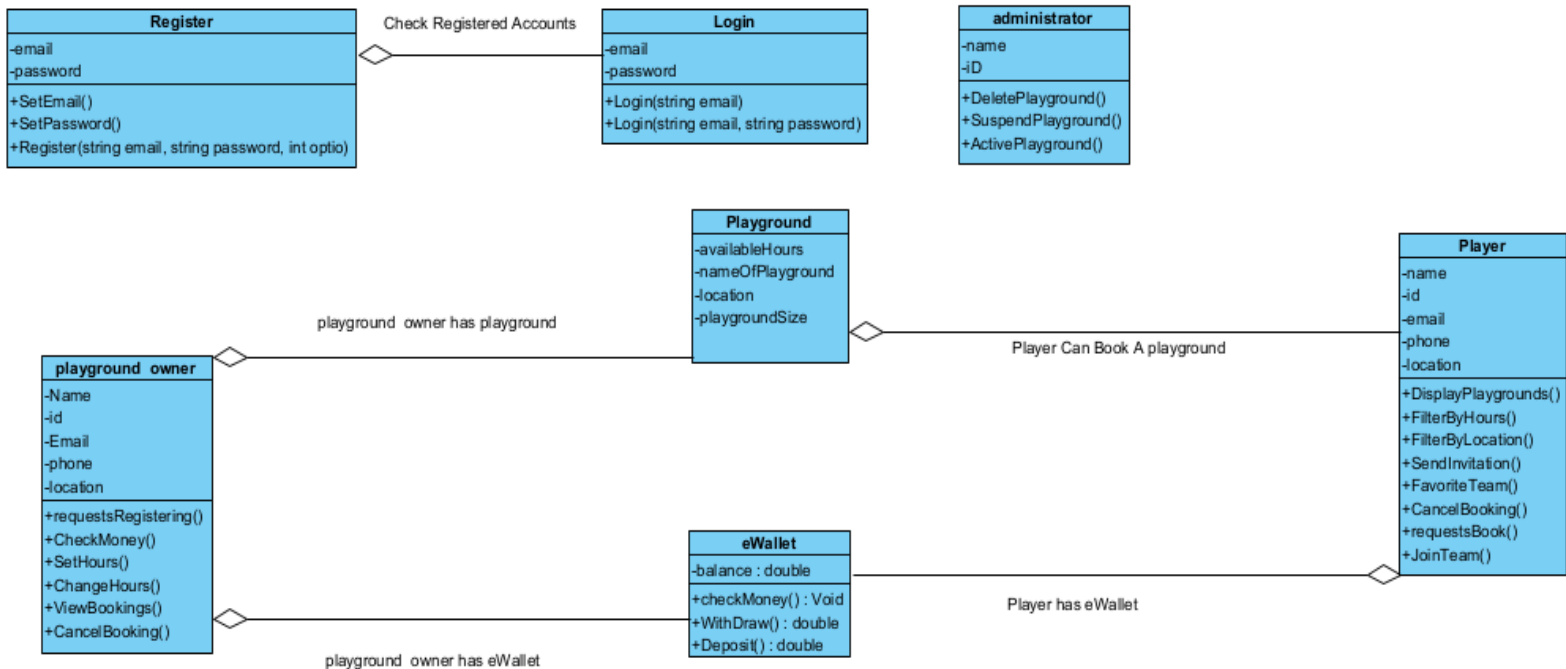 Register
-email
-password
+SetEmail()
+SetPassword()
+Register(string email, string password, int optio)
Check Registered Accounts
Login
-email
-password
+Login(string email)
+Login(string email, string password)
administrator
-name
-iD
+DeletePlayground()
+SuspendPlayground()
+ActivePlayground()
Playground
-availableHours
-nameOfPlayground
-location
-playgroundSize
playground owner has playground
Player Can Book A playground
Player
-name
-id
-email
-phone
-location
+DisplayPlaygrounds()
+FilterByHours()
+FilterByLocation()
+SendInvitation()
+FavoriteTeam()
+CancelBooking()
+requestsBook()
+JoinTeam()
playground owner
-Name
-id
-Email
-phone
-location
+requestsRegistering()
+CheckMoney()
+SetHours()
+ChangeHours()
+ViewBookings()
+CancelBooking()
eWallet
-balance : double
+checkMoney() : Void
+WithDraw() : double
+Deposit() : double
Player has eWallet
playground owner has eWallet